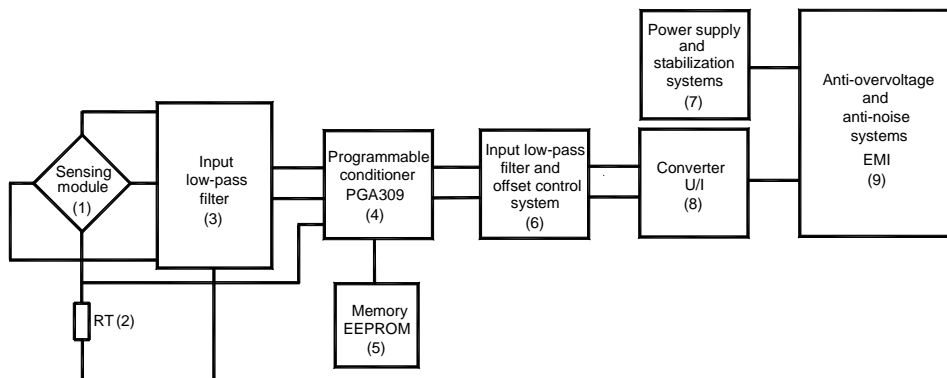 Sensing
module
(1)
RT (2)
Input
low-pass
filter
(3)
Programmable
conditioner
PGA309
(4)
Memory
EEPROM
(5)
Input low-pass
filter and
offset control
system
(6)
Power supply
and
stabilization
systems
(7)
Converter
U/I
(8)
Anti-overvoltage
and
anti-noise
systems
EMI
(9)